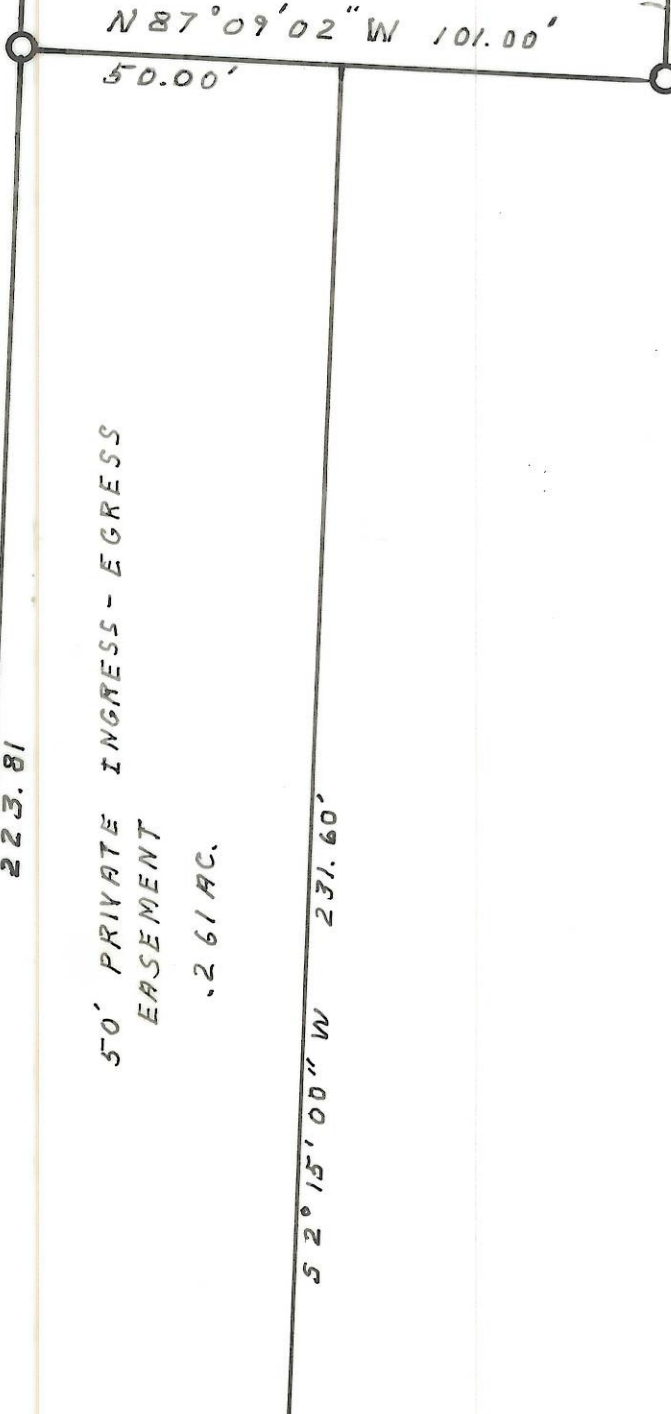 N 87°09'02" W 101.00'
50.00'
223.81
50' PRIVATE INGRESS - EGRESS
EASEMENT
.261 AC.
S 2° 15' 00" W 231.60'